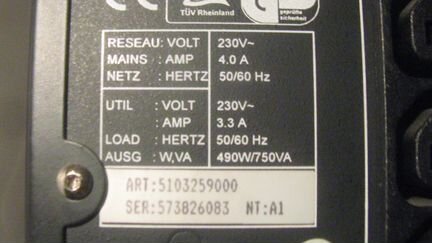 TÜV Rheinland
geprüfte
sicherheit
RESEAU: VOLT 230V~
MAINS : AMP 4.0 A
NETZ : HERTZ 50/60 Hz
UTIL : VOLT 230V~
: AMP 3.3 A
LOAD : HERTZ 50/60 Hz
AUSG : W,VA 490W/750VA
ART:5103259000
SER:573826083 NT:A1